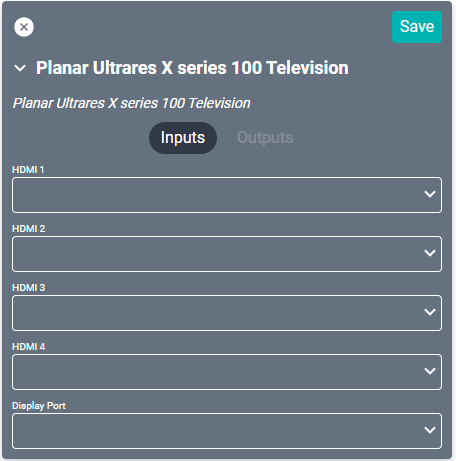 Save
Planar Ultrares X series 100 Television
Planar Ultrares X series 100 Television
Inputs Outputs
HDMI 1
HDMI 2
HDMI 3
HDMI 4
Display Port